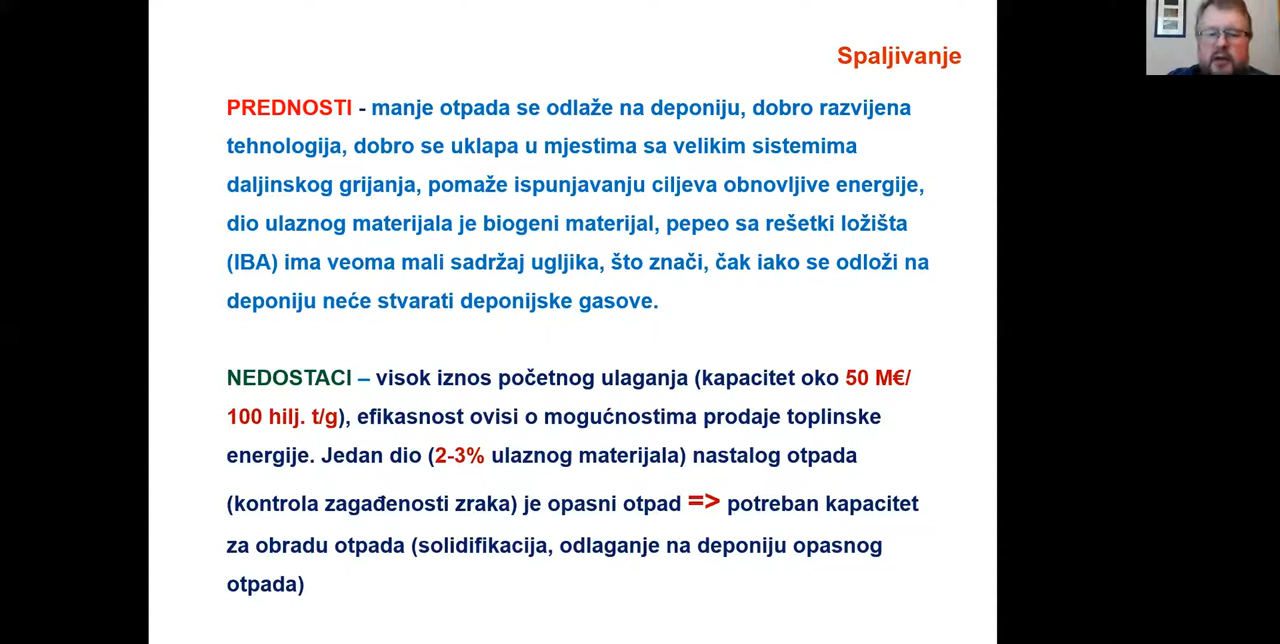 Spaljivanje
PREDNOSTI - manje otpada se odlaže na deponiju, dobro razvijena
tehnologija, dobro se uklapa u mjestima sa velikim sistemima
daljinskog grijanja, pomaže ispunjavanju ciljeva obnovljive energije,
dio ulaznog materijala je biogeni materijal, pepeo sa rešetki ložišta
(IBA) ima veoma mali sadržaj ugljika, što znači, čak iako se odloži na
deponiju neće stvarati deponijske gasove.
NEDOSTACI – visok iznos početnog ulaganja (kapacitet oko 50 M€/
100 hilj. t/g), efikasnost ovisi o mogućnostima prodaje toplinske
energije. Jedan dio (2-3% ulaznog materijala) nastalog otpada
(kontrola zagađenosti zraka) je opasni otpad => potreban kapacitet
za obradu otpada (solidifikacija, odlaganje na deponiju opasnog
otpada)